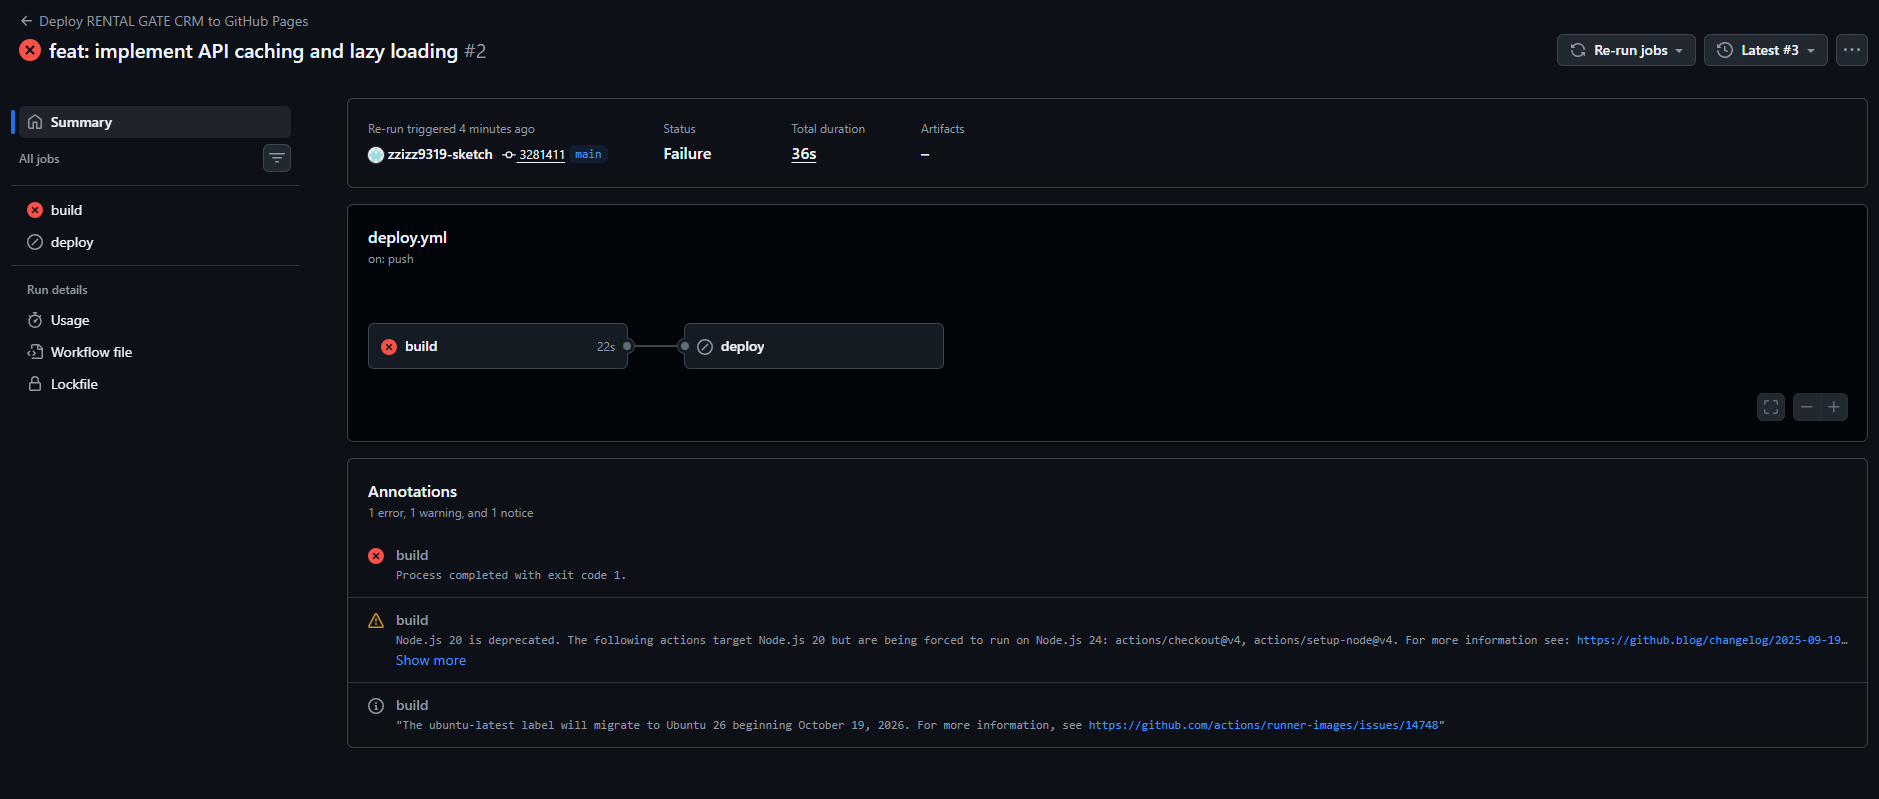 Deploy RENTAL GATE CRM to GitHub Pages
feat: implement API caching and lazy loading #2
Re-run jobs
Latest #3
Summary
All jobs
build
deploy
Run details
Usage
Workflow file
Lockfile
Re-run triggered 4 minutes ago
zzizz9319-sketch 3281411 main
Status
Failure
Total duration
36s
Artifacts
–
deploy.yml
on: push
build 22s
deploy
Annotations
1 error, 1 warning, and 1 notice
build
Process completed with exit code 1.
build
Node.js 20 is deprecated. The following actions target Node.js 20 but are being forced to run on Node.js 24: actions/checkout@v4, actions/setup-node@v4. For more information see: https://github.blog/changelog/2025-09-19…
Show more
build
"The ubuntu-latest label will migrate to Ubuntu 26 beginning October 19, 2026. For more information, see https://github.com/actions/runner-images/issues/14748"